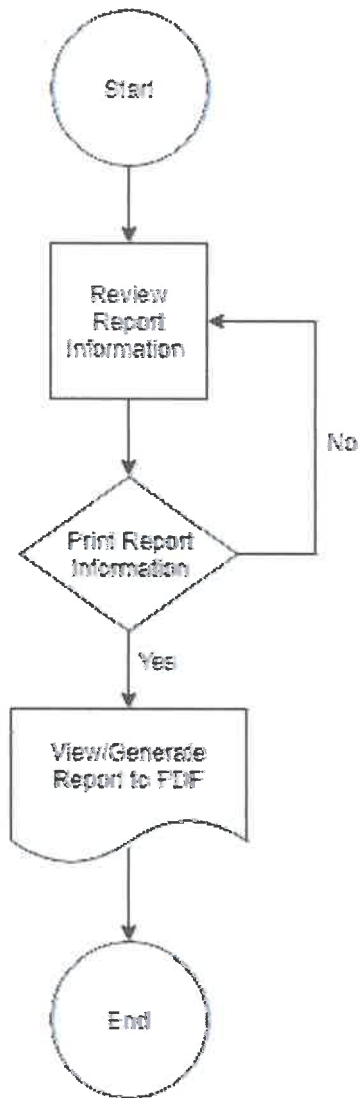 Start
Review
Report
Information
No
Print Report
Information
Yes
View/Generate
Report to PDF
End